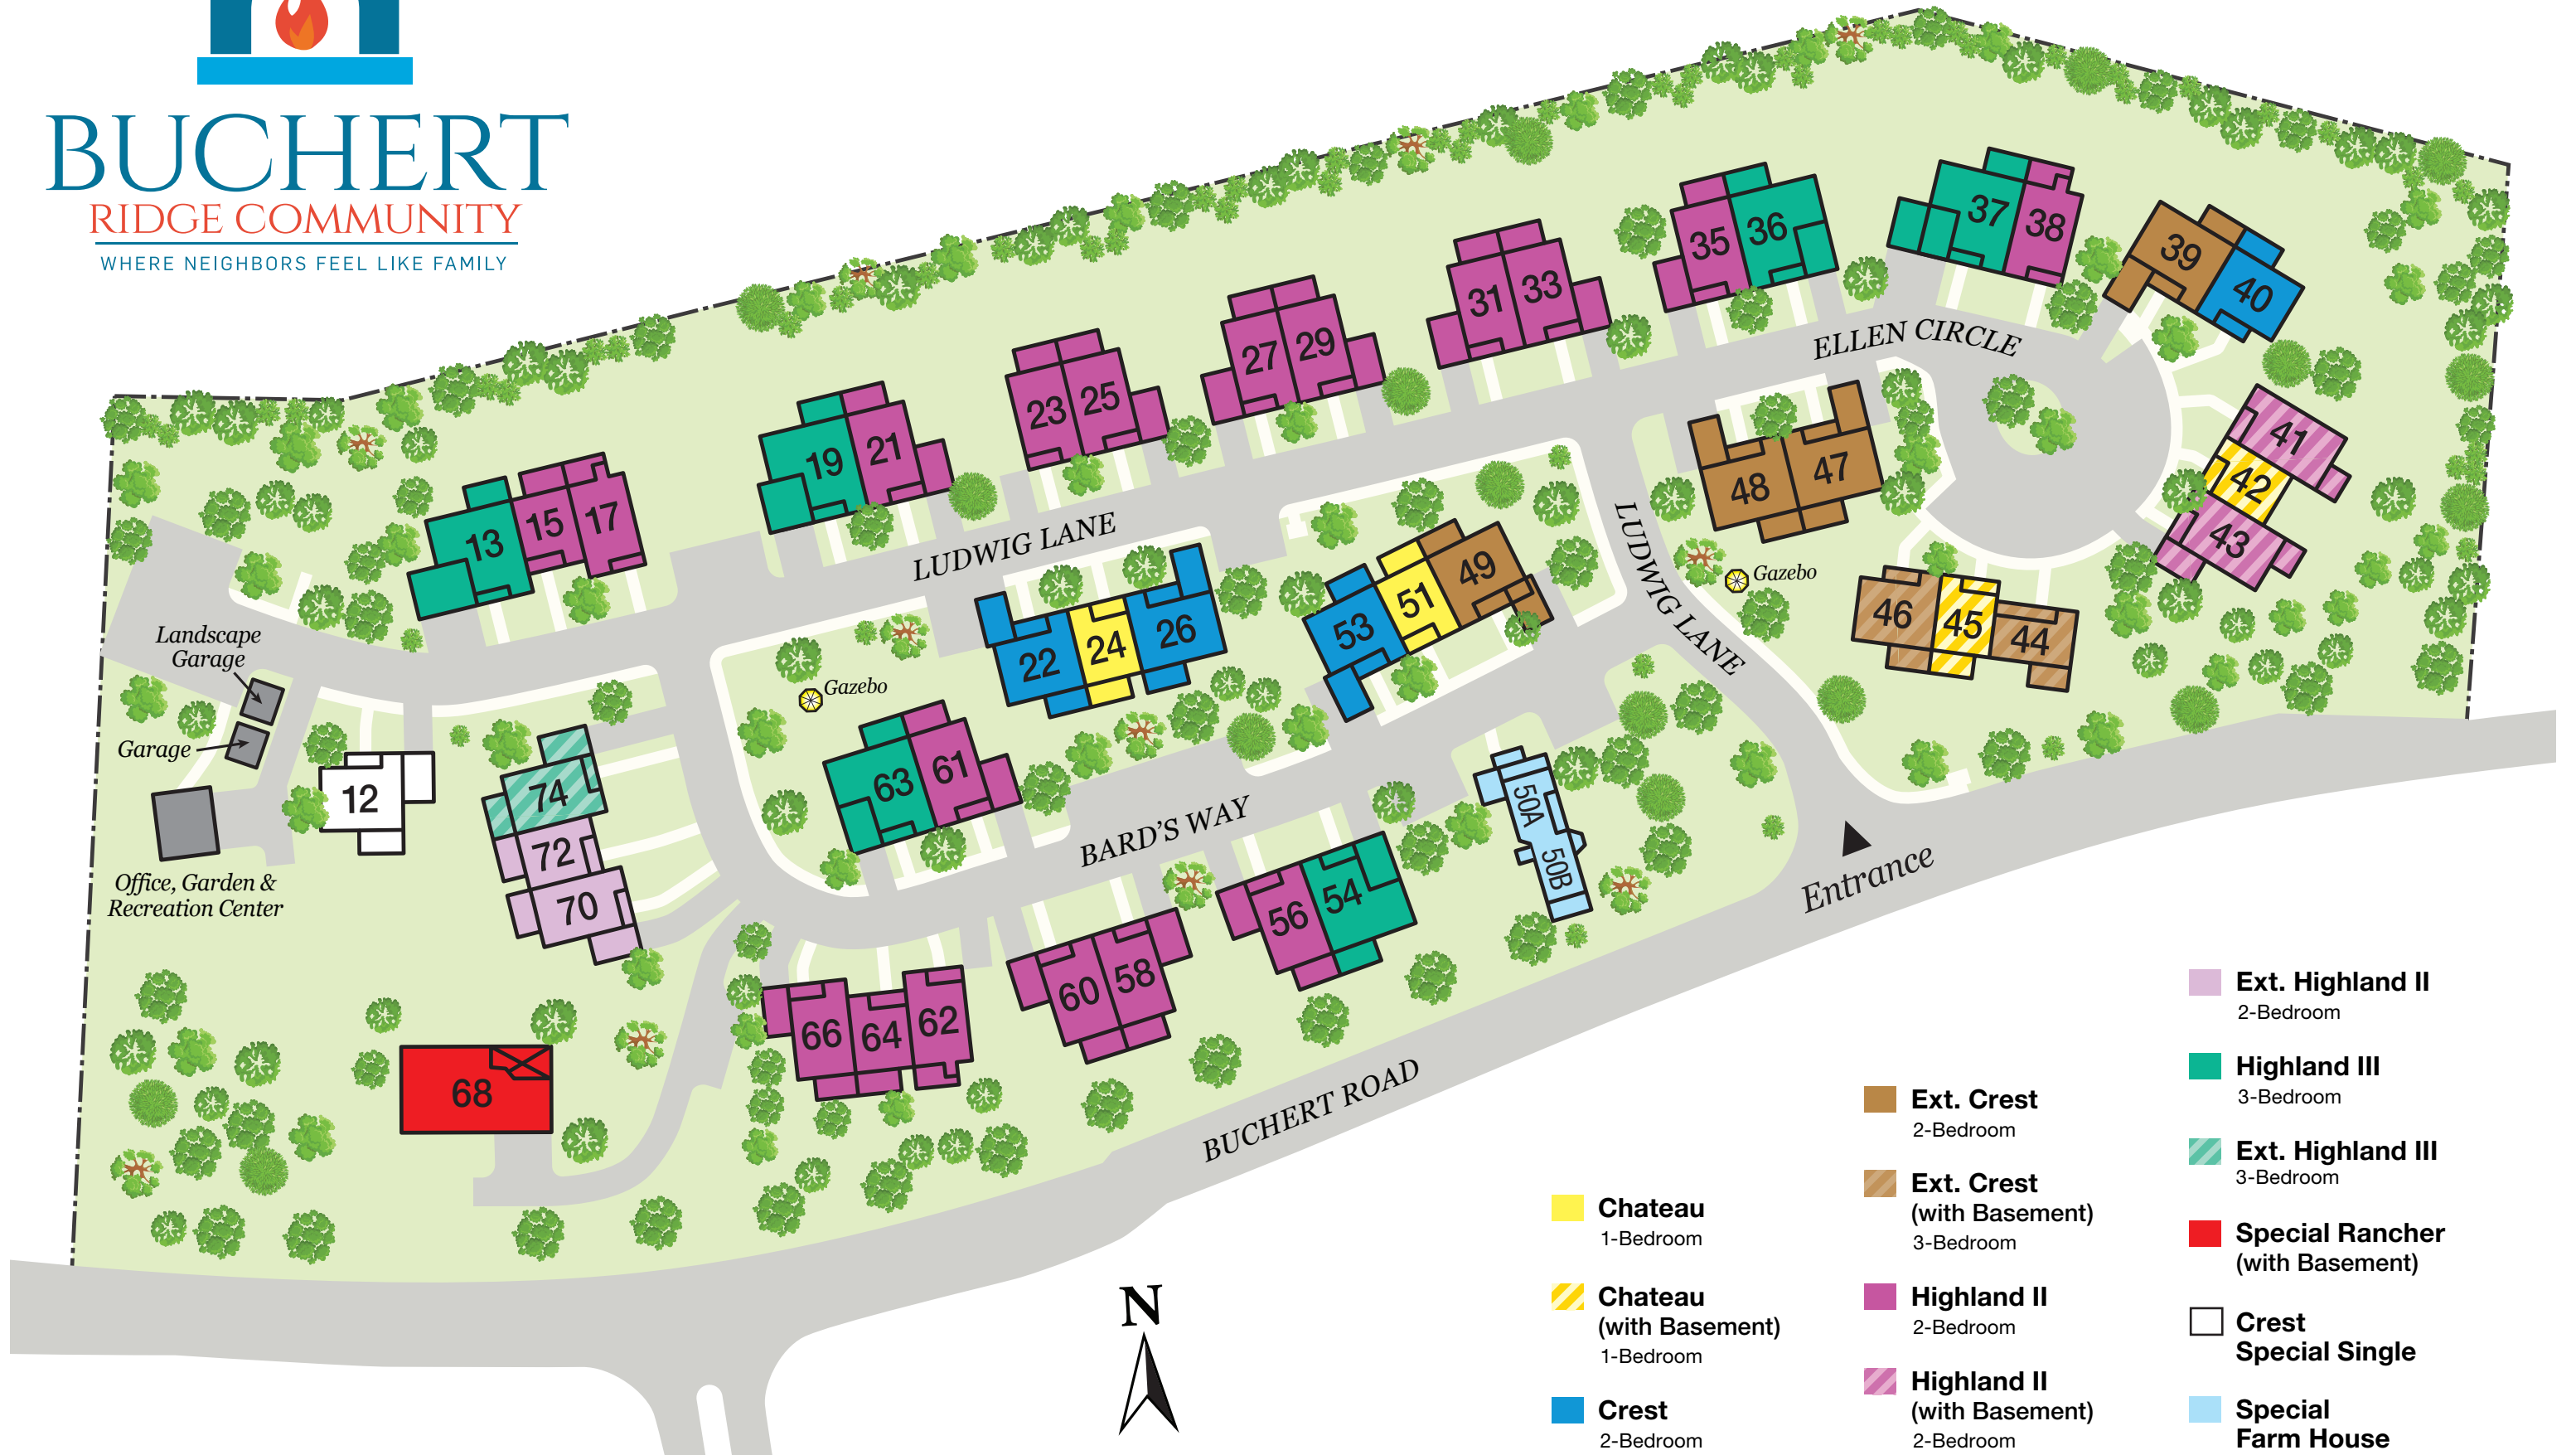 BUCHERT
RIDGE COMMUNITY
WHERE NEIGHBORS FEEL LIKE FAMILY
37
38
39
40
35
36
31
33
27
29
23
25
19
21
13
15
17
ELLEN CIRCLE
41
42
43
48
47
LUDWIG LANE
LUDWIG LANE
Gazebo
46
45
44
49
51
53
22
24
26
Gazebo
Landscape
Garage
Garage
12
Office, Garden &
Recreation Center
74
72
70
63
61
BARD'S WAY
50A
50B
56
54
60
58
66
64
62
68
Entrance
BUCHERT ROAD
N
Chateau
1-Bedroom
Chateau
(with Basement)
1-Bedroom
Crest
2-Bedroom
Ext. Crest
2-Bedroom
Ext. Crest
(with Basement)
3-Bedroom
Highland II
2-Bedroom
Highland II
(with Basement)
2-Bedroom
Ext. Highland II
2-Bedroom
Highland III
3-Bedroom
Ext. Highland III
3-Bedroom
Special Rancher
(with Basement)
Crest
Special Single
Special
Farm House